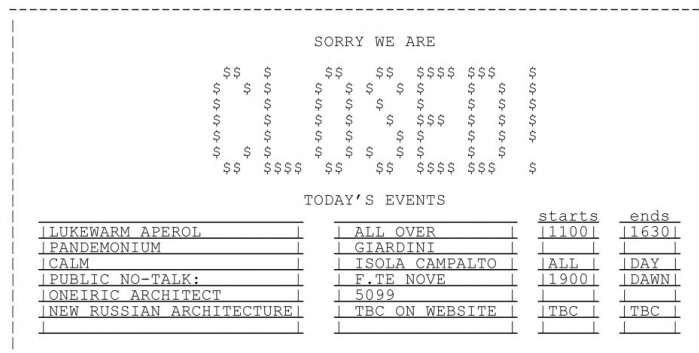 SORRY WE ARE
CLOSED!
TODAY'S EVENTS
starts ends
LUKEWARM APEROL ALL OVER 1100 1630
PANDEMONIUM GIARDINI
CALM ISOLA CAMPALTO ALL DAY
PUBLIC NO-TALK: F.TE NOVE 1900 DAWN
ONEIRIC ARCHITECT 5099
NEW RUSSIAN ARCHITECTURE TBC ON WEBSITE TBC TBC